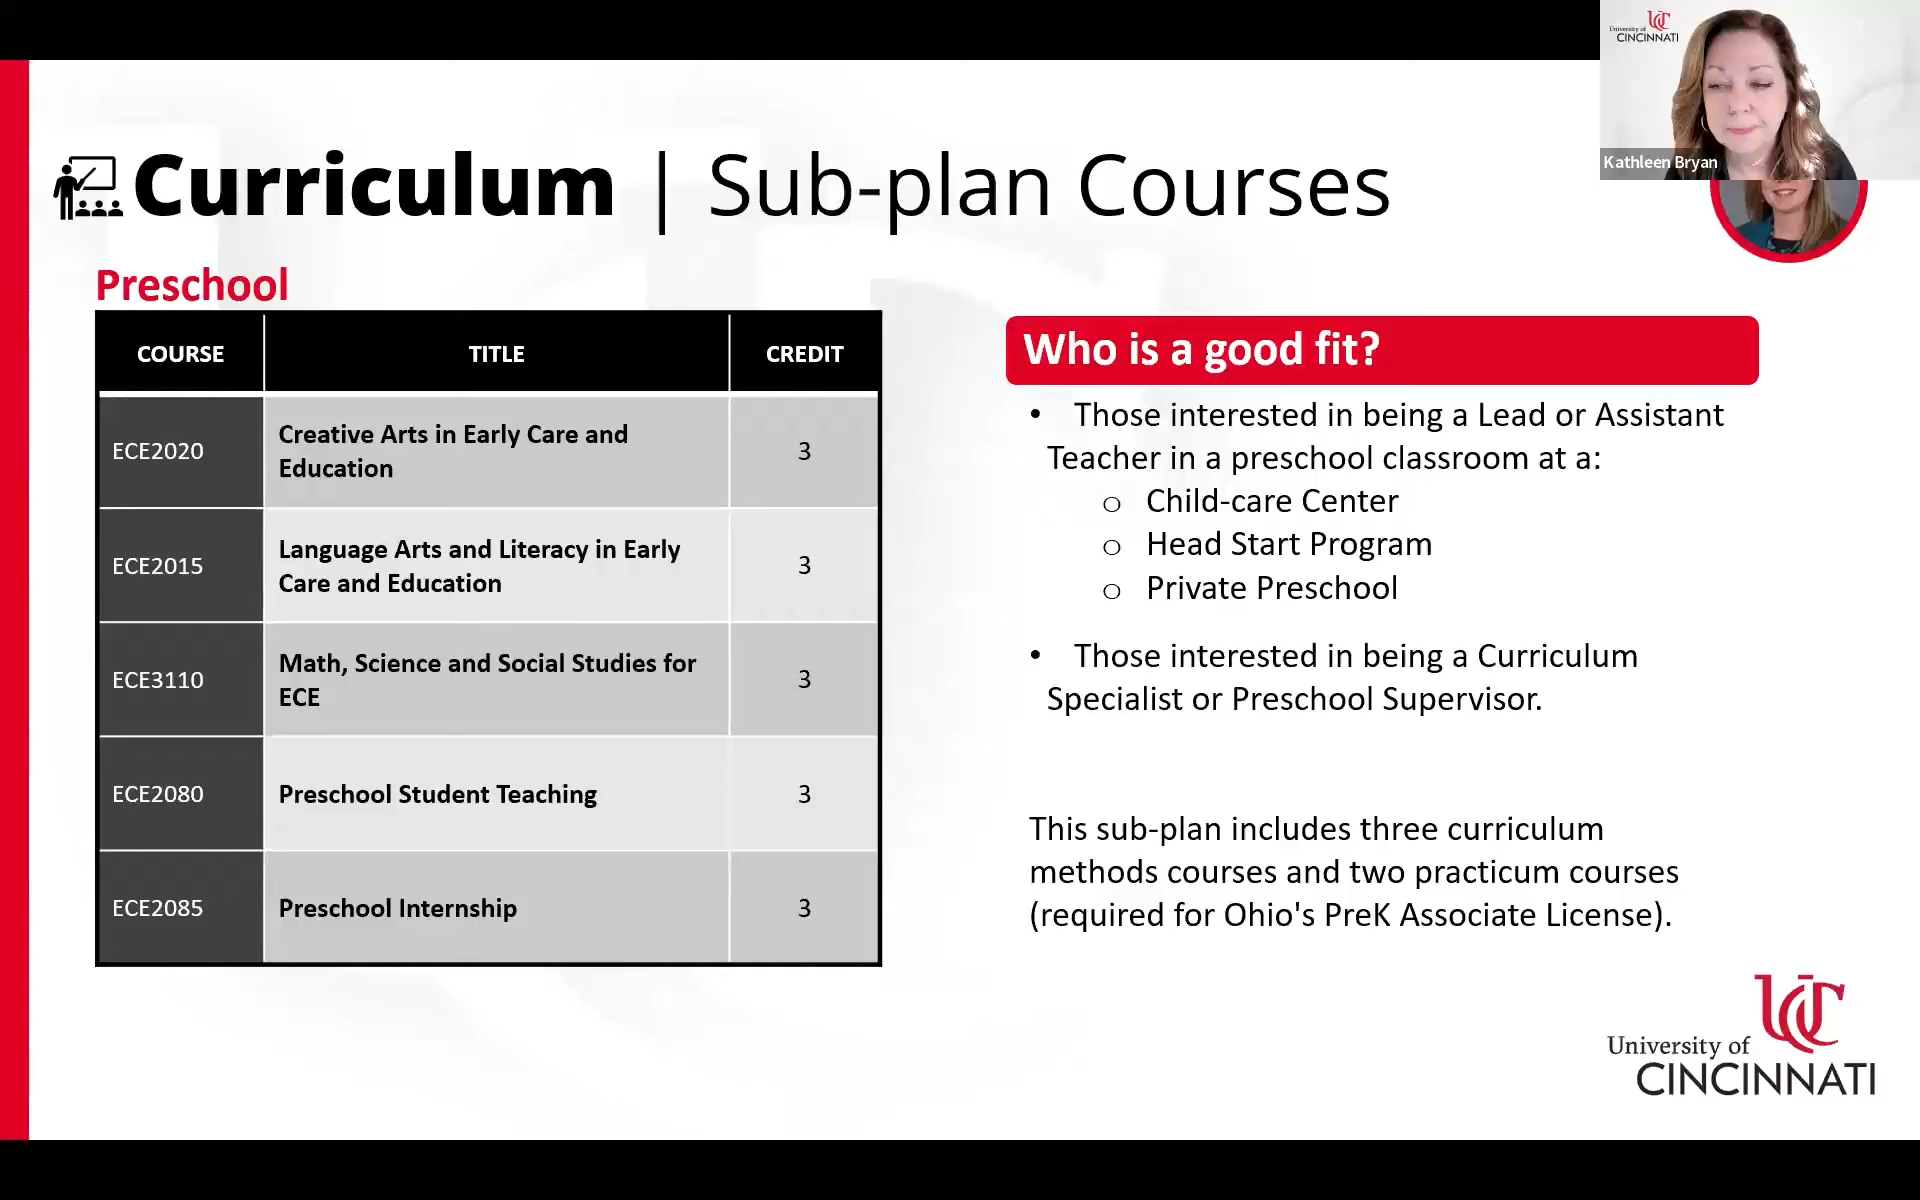 University of
CINCINNATI
Kathleen Bryan
Curriculum | Sub-plan Courses
Preschool
COURSE TITLE CREDIT
ECE2020 Creative Arts in Early Care and
Education 3
ECE2015 Language Arts and Literacy in Early
Care and Education 3
ECE3110 Math, Science and Social Studies for
ECE 3
ECE2080 Preschool Student Teaching 3
ECE2085 Preschool Internship 3
Who is a good fit?
• Those interested in being a Lead or Assistant
Teacher in a preschool classroom at a:
o Child-care Center
o Head Start Program
o Private Preschool
• Those interested in being a Curriculum
Specialist or Preschool Supervisor.
This sub-plan includes three curriculum
methods courses and two practicum courses
(required for Ohio's PreK Associate License).
University of
CINCINNATI